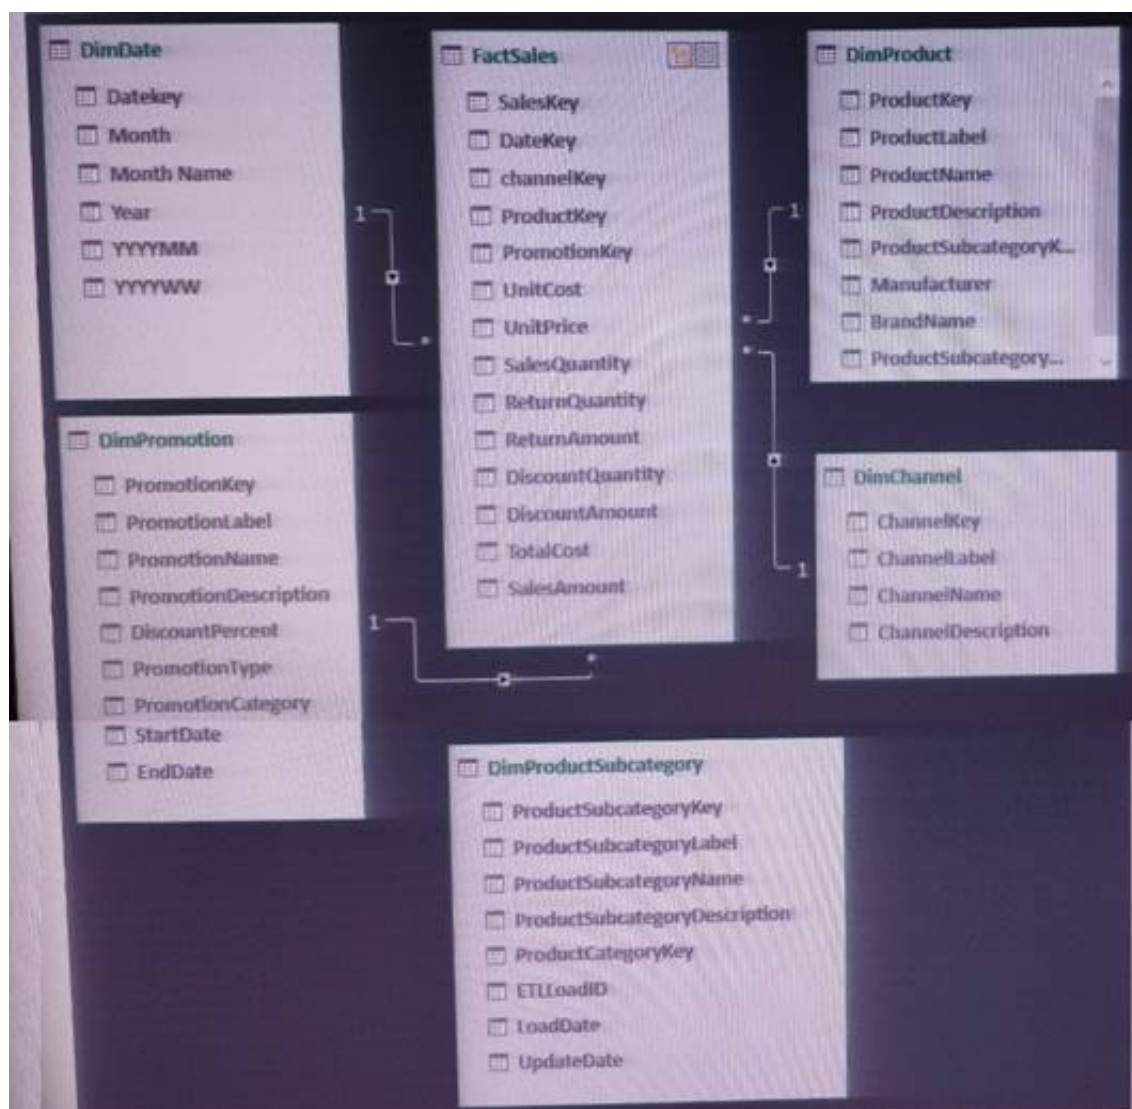 DimDate
Datekey
Month
Month Name
Year
YYYYMM
YYYYWW
1
*
FactSales
SalesKey
DateKey
channelKey
ProductKey
PromotionKey
UnitCost
UnitPrice
SalesQuantity
ReturnQuantity
ReturnAmount
DiscountQuantity
DiscountAmount
TotalCost
SalesAmount
1
*
*
1
DimProduct
ProductKey
ProductLabel
ProductName
ProductDescription
ProductSubcategoryK...
Manufacturer
BrandName
ProductSubcategory...
DimPromotion
PromotionKey
PromotionLabel
PromotionName
PromotionDescription
DiscountPercent
PromotionType
PromotionCategory
StartDate
EndDate
1
*
DimChannel
ChannelKey
ChannelLabel
ChannelName
ChannelDescription
DimProductSubcategory
ProductSubcategoryKey
ProductSubcategoryLabel
ProductSubcategoryName
ProductSubcategoryDescription
ProductCategoryKey
ETLLoadID
LoadDate
UpdateDate